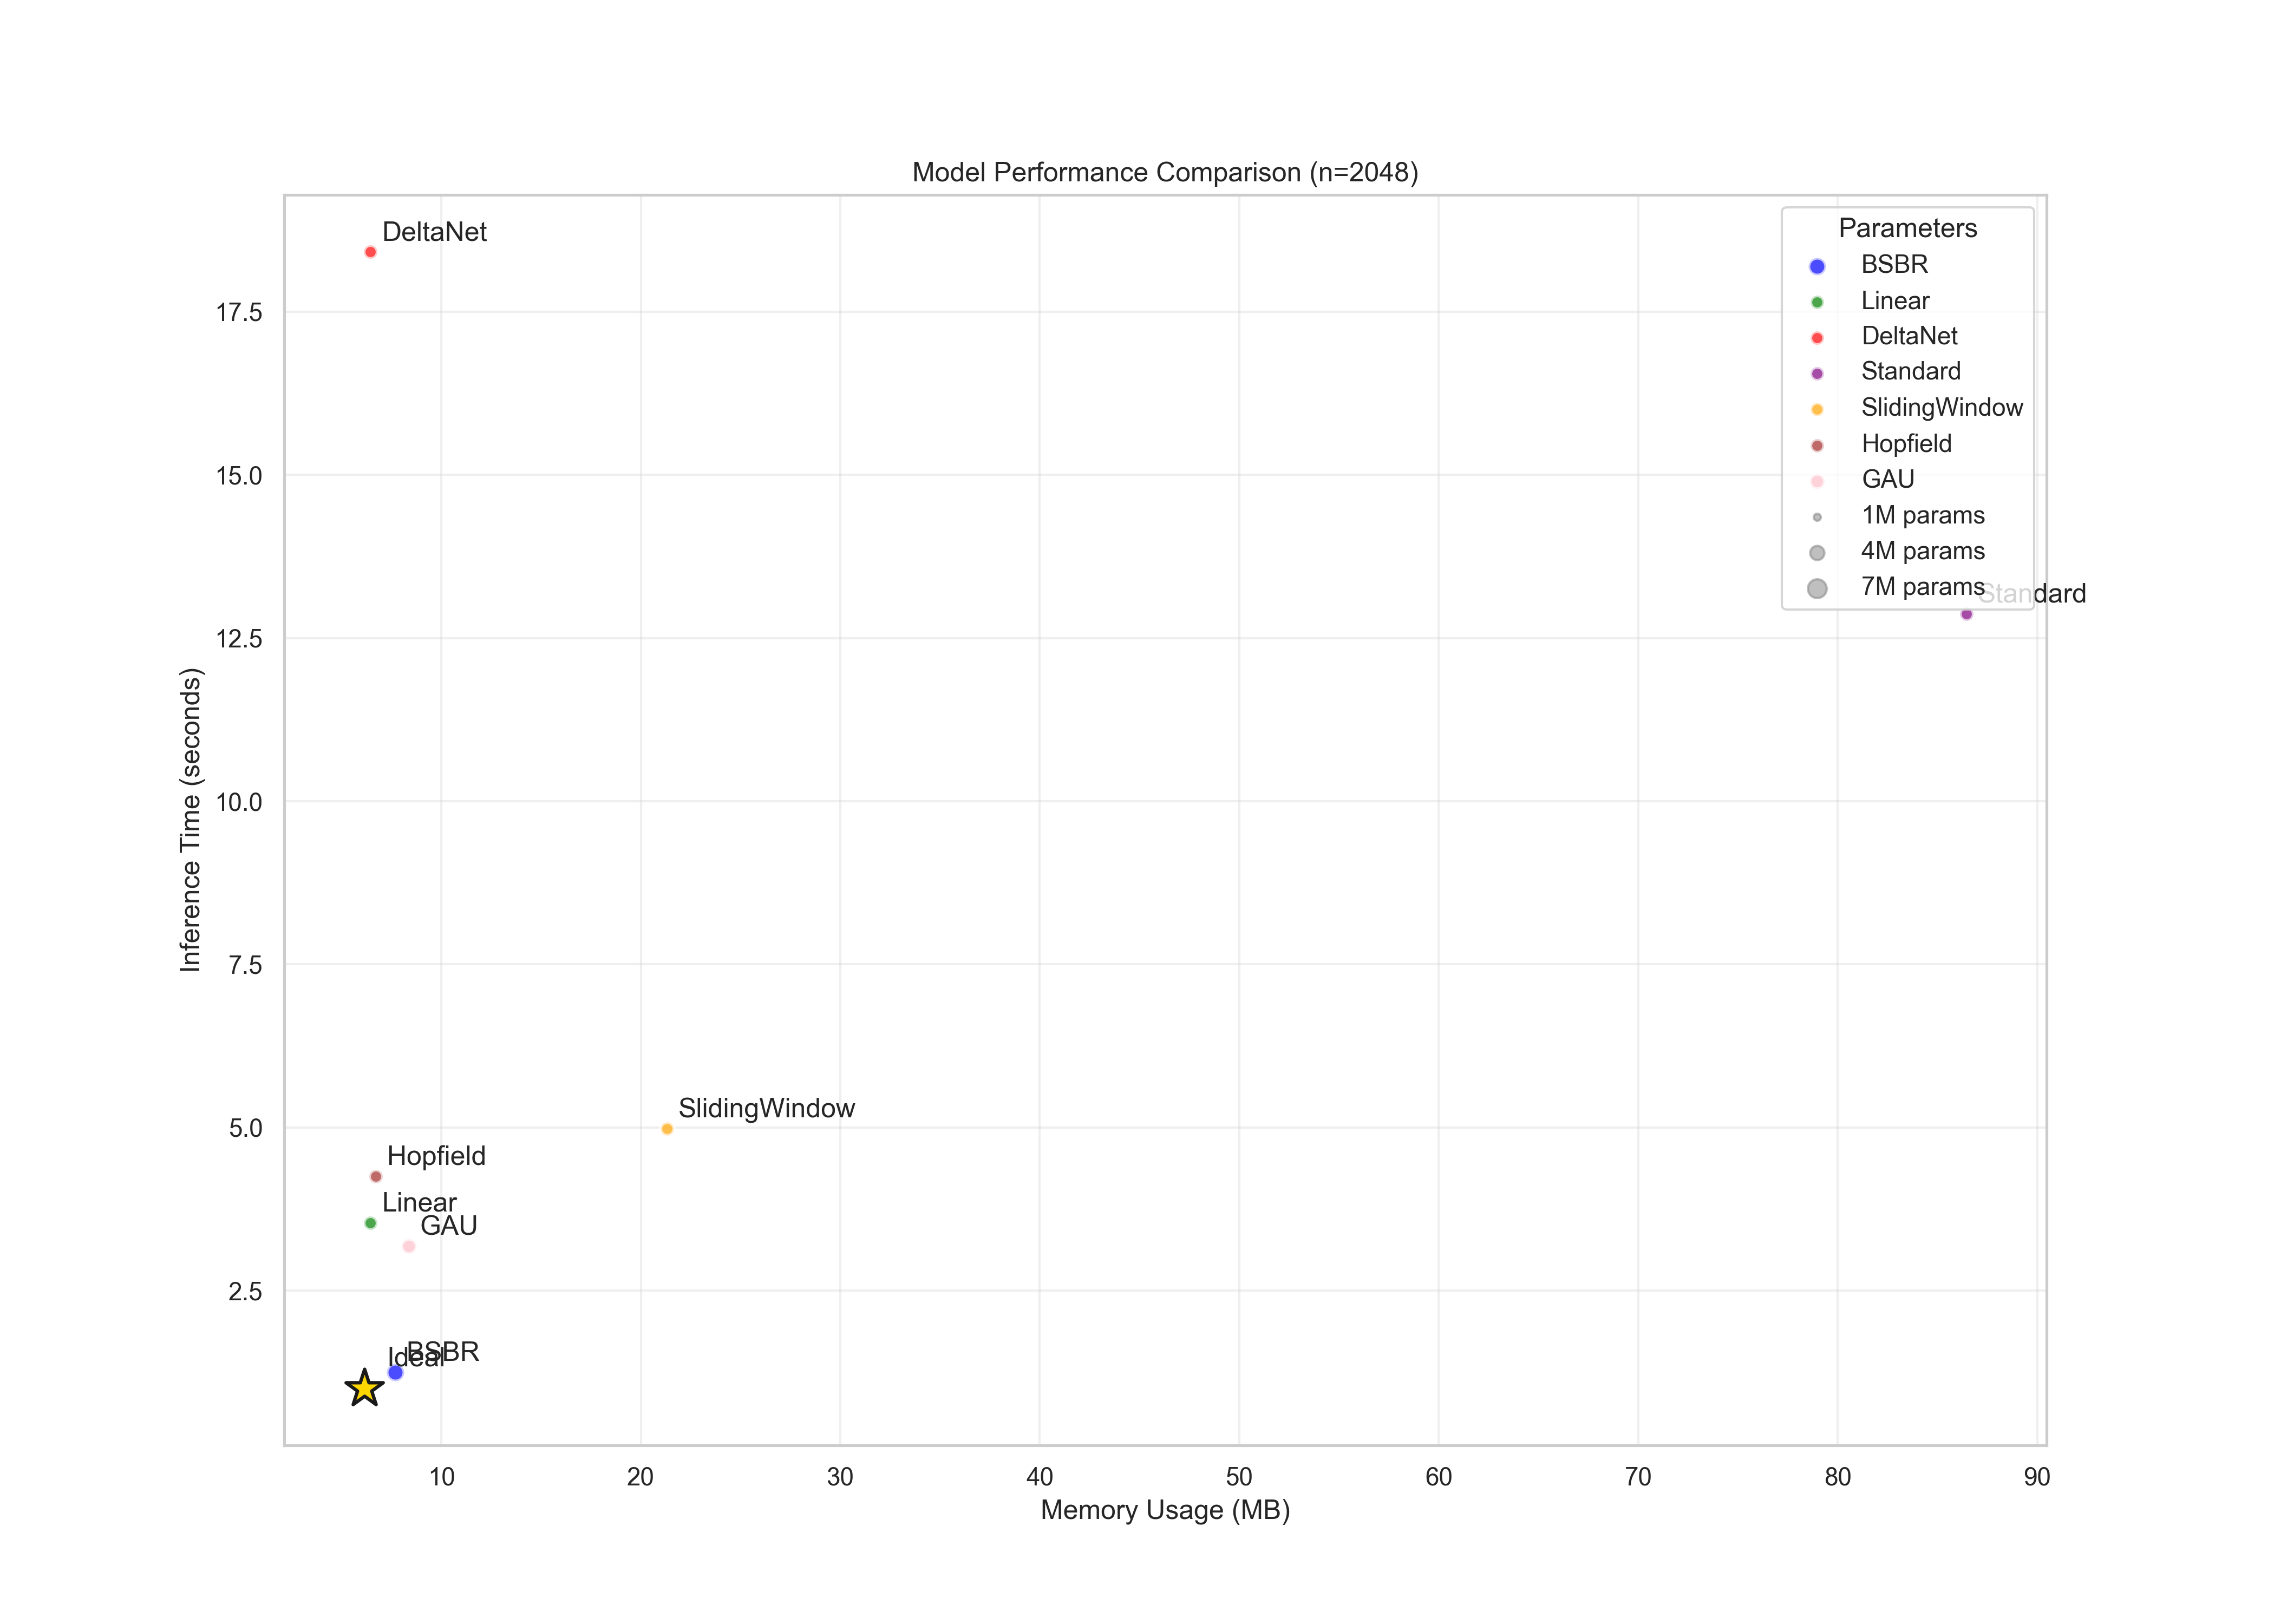 Model Performance Comparison (n=2048)
DeltaNet
Parameters
BSBR
Linear
DeltaNet
Standard
SlidingWindow
Hopfield
GAU
1M params
4M params
7M params
Standard
17.5
15.0
12.5
10.0
7.5
5.0
2.5
Inference Time (seconds)
SlidingWindow
Hopfield
Linear
GAU
BSBR
Ideal
10 20 30 40 50 60 70 80 90
Memory Usage (MB)